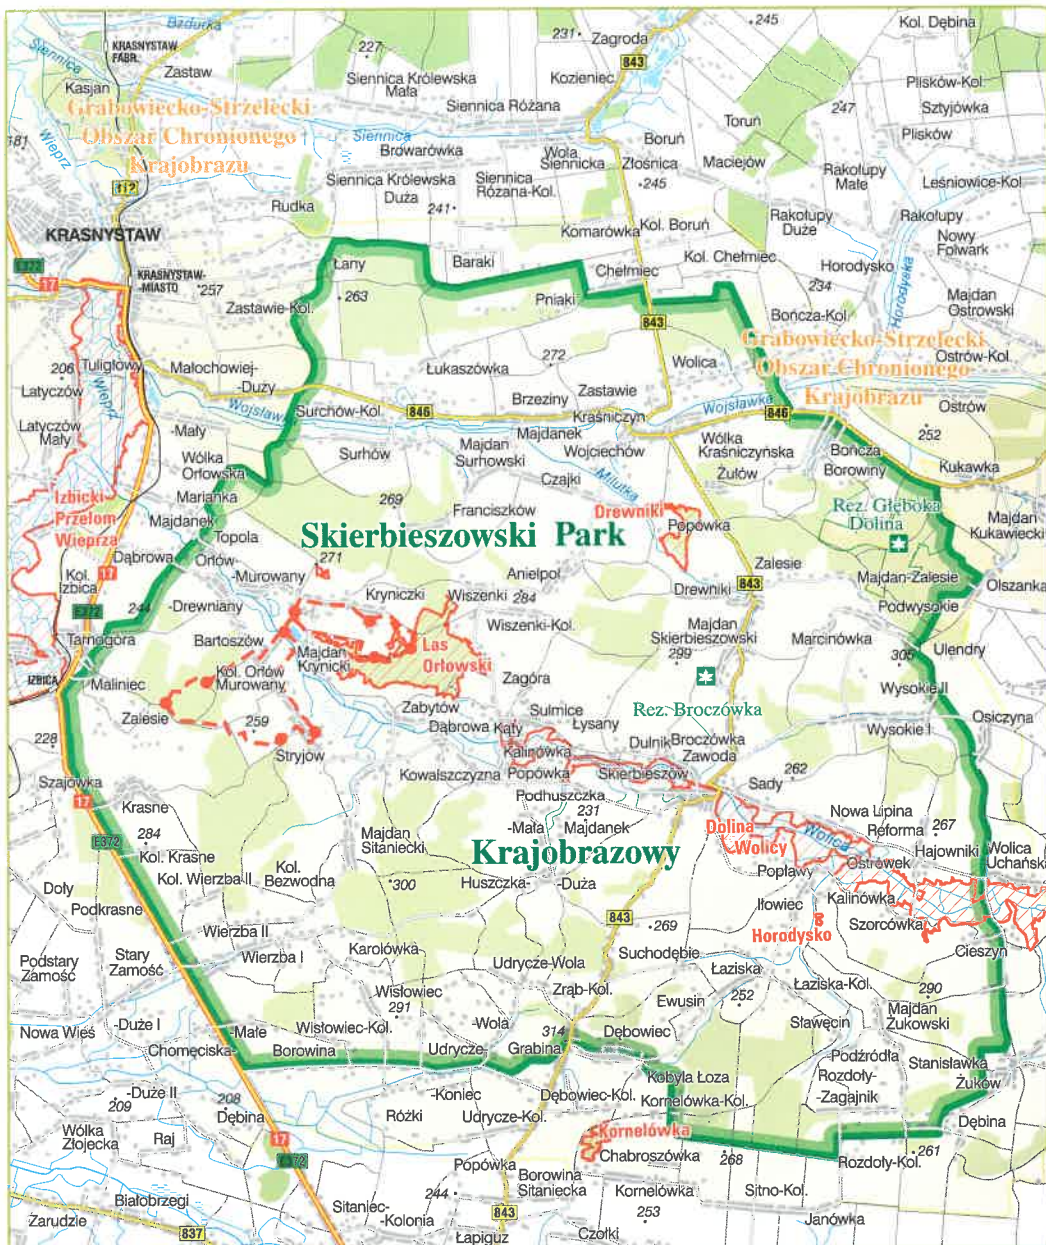 Bzdurka
231
Zagroda
245
Kol. Dębina
KRASNYSTAW
FABR.
227
843
Siennica
Zastaw
Siennica Królewska
Mała
Kozieniec
Plisków-Kol.
Kasjan
Grabowiecko-Strzelecki
Obszar Chronionego
Krajobrazu
Siennica Różana
247
Sztyjówka
Toruń
Plisków
Siennica
Boruń
Wieprz
Browarówka
Wola
Siennicka
Złośnica
Maciejów
Rakołupy
Małe
Leśniowice-Kol
Siennica Królewska
Duża
Siennica
Różana-Kol.
245
241
Rudka
Rakołupy
Duże
Rakołupy
KRASNYSTAW
Komarówka
Kol. Boruń
Nowy
Folwark
E372
17
KRASNYSTAW-
-MIASTO
257
Łany
Baraki
Chełmiec
Kol. Chełmiec
Horodysko
Horodyska
234
Zastawie-Kol.
263
Pniaki
843
Bończa-Kol.
Majdan
Ostrowski
Grabowiecko-Strzelecki
Obszar Chronionego
Krajobrazu
Ostrów-Kol.
206
Tuligłowy
Małochowiej-
-Duży
Łukaszówka
272
Wolica
Latyczów
Wieprz
Brzeziny
Zastawie
Ostrów
Wojsławka
Surchów-Kol.
846
Kraśniczyn
Wojsławka
846
252
Latyczów
Mały
-Mały
Majdanek
Wojciechów
Wólka
Kraśniczyńska
Bończa
Surhów
Majdan
Surhowski
Wólka
Orłowska
Czajki
Milutka
Żułów
Borowiny
Kukawka
Izbicki
Przełom
Wieprza
Marianka
269
Franciszków
Drewniki
Rez. Głęboka
Dolina
Majdanek
Topola
Skierbieszowski Park
Popówka
Majdan
Kukawiecki
Dąbrowa
Orłów-
-Murowany
271
Anielpol
Zalesie
Kol.
Izbica
17
E372
244
-Drewniany
Kryniczki
Wiszenki
284
Drewniki
843
Majdan-Zalesie
Olszanka
Podwysokie
Tarnogóra
Bartoszów
Majdan
Krynicki
Las
Orłowski
Wiszenki-Kol.
Majdan
Skierbieszowski
299
Marcinówka
305
Ulendry
IZBICA
Maliniec
Kol. Orłów
Murowany
Zagóra
Wysokie II
Zalesie
259
Zabytów
Sulmice
Rez. Broczówka
Osiczyna
228
Stryjów
Dąbrowa
Kąty
Łysany
Wysokie I
Kalinówka
Dulnik
Broczówka
Zawoda
Szajówka
Kowalszczyzna
Popówka
Skierbieszów
Sady
262
17
Krasne
Podhuszczka
231
Nowa Lipina
E372
284
Majdan
Sitaniecki
-Mała
Majdanek
Dolina
Wolicy
Wolica
Reforma
267
Kol. Krasne
Krajobrazowy
Hajowniki
Wolica
Uchańska
Kol. Wierzba II
Kol.
Bezwodna
300
Huszczka-
-Duża
Popławy
Ostrówek
Doły
Iłowiec
Kalinówka
Podkrasne
843
269
Horodysko
Szorcówka
Wierzba II
Cieszyn
Stary
Zamość
Wierzba I
Karolówka
Suchodębie
Podstary
Zamość
Udrycze-Wola
Łaziska
Zrąb-Kol.
Łaziska-Kol.
290
Wisłowiec
291
Ewusin
252
Majdan
Żukowski
Nowa Wieś
-Duże I
-Małe
Wisłowiec-Kol.
-Wola
314
Dębowiec
Sławęcin
Chomęciska-
Borowina
Udrycze-
Grabina
Podźródła
Stanisławka
Kobyla Łoza
Rozdoły-
-Zagajnik
Żuków
-Duże II
209
208
Dębina
-Koniec
Dębowiec-Kol.
Kornelówka-Kol.
Różki
Udrycze-Kol.
Dębina
Wólka
Złojecka
Raj
17
Kornelówka
E372
Chabroszówka
268
Rozdoły-Kol.
261
Popówka
Borowina
Sitaniecka
Białobrzegi
244
Kornelówka
Sitno-Kol.
Sitaniec-
-Kolonia
843
253
Zarudzie
837
Łapiguz
Czołki
Janówka